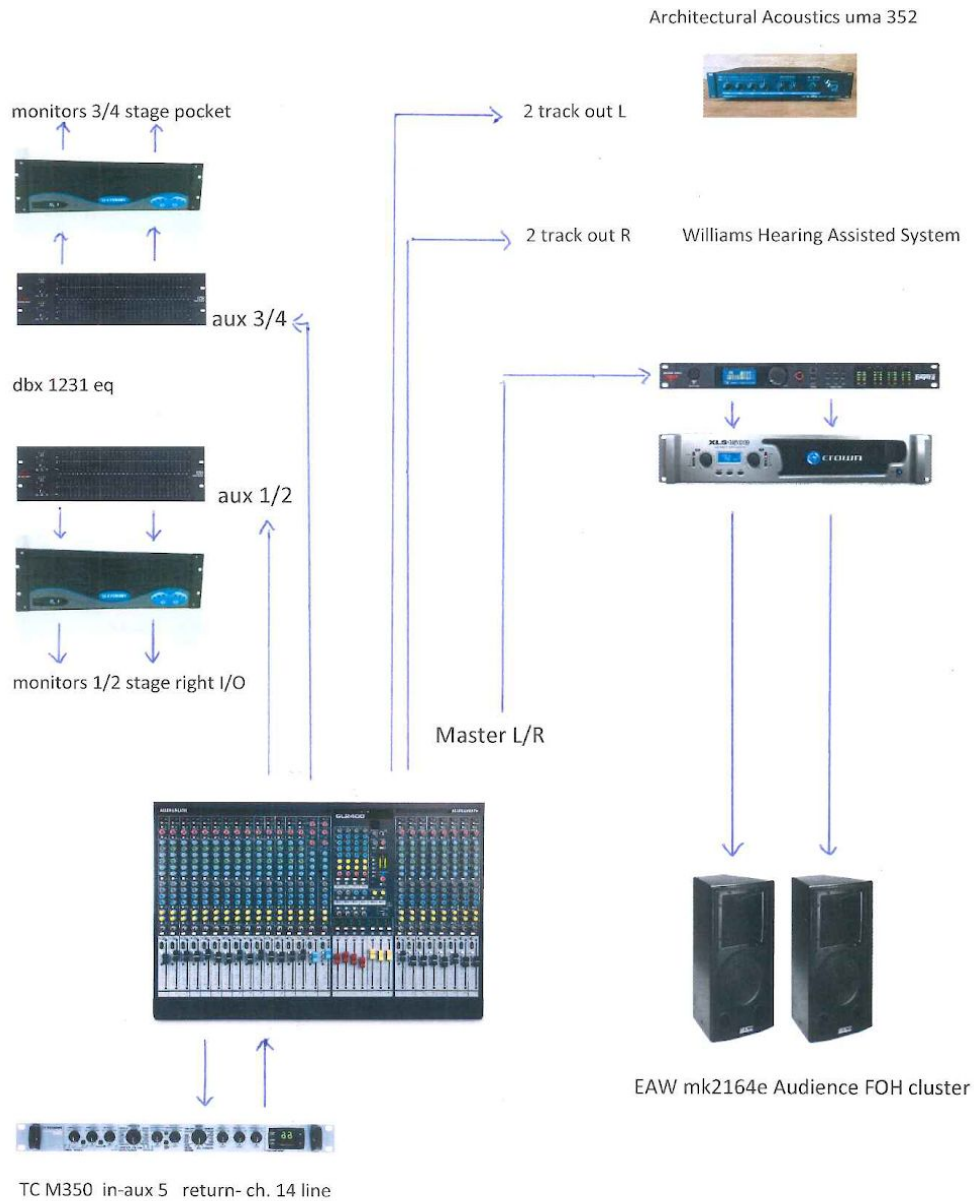 Architectural Acoustics uma 352
monitors 3/4 stage pocket
2 track out L
2 track out R
Williams Hearing Assisted System
aux 3/4
dbx 1231 eq
aux 1/2
crown
monitors 1/2 stage right I/O
Master L/R
GL2400
EAW mk2164e Audience FOH cluster
TC M350 in-aux 5 return- ch. 14 line